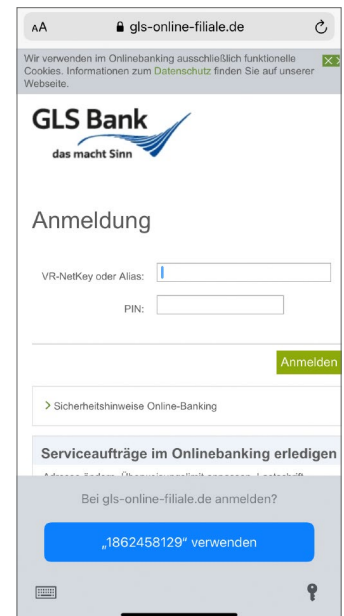 AA gls-online-filiale.de
Wir verwenden im Onlinebanking ausschließlich funktionelle
Cookies. Informationen zum Datenschutz finden Sie auf unserer
Webseite.
GLS Bank
das macht Sinn
Anmeldung
VR-NetKey oder Alias:
PIN:
Anmelden
Sicherheitshinweise Online-Banking
Serviceaufträge im Onlinebanking erledigen
Bei gls-online-filiale.de anmelden?
„1862458129“ verwenden